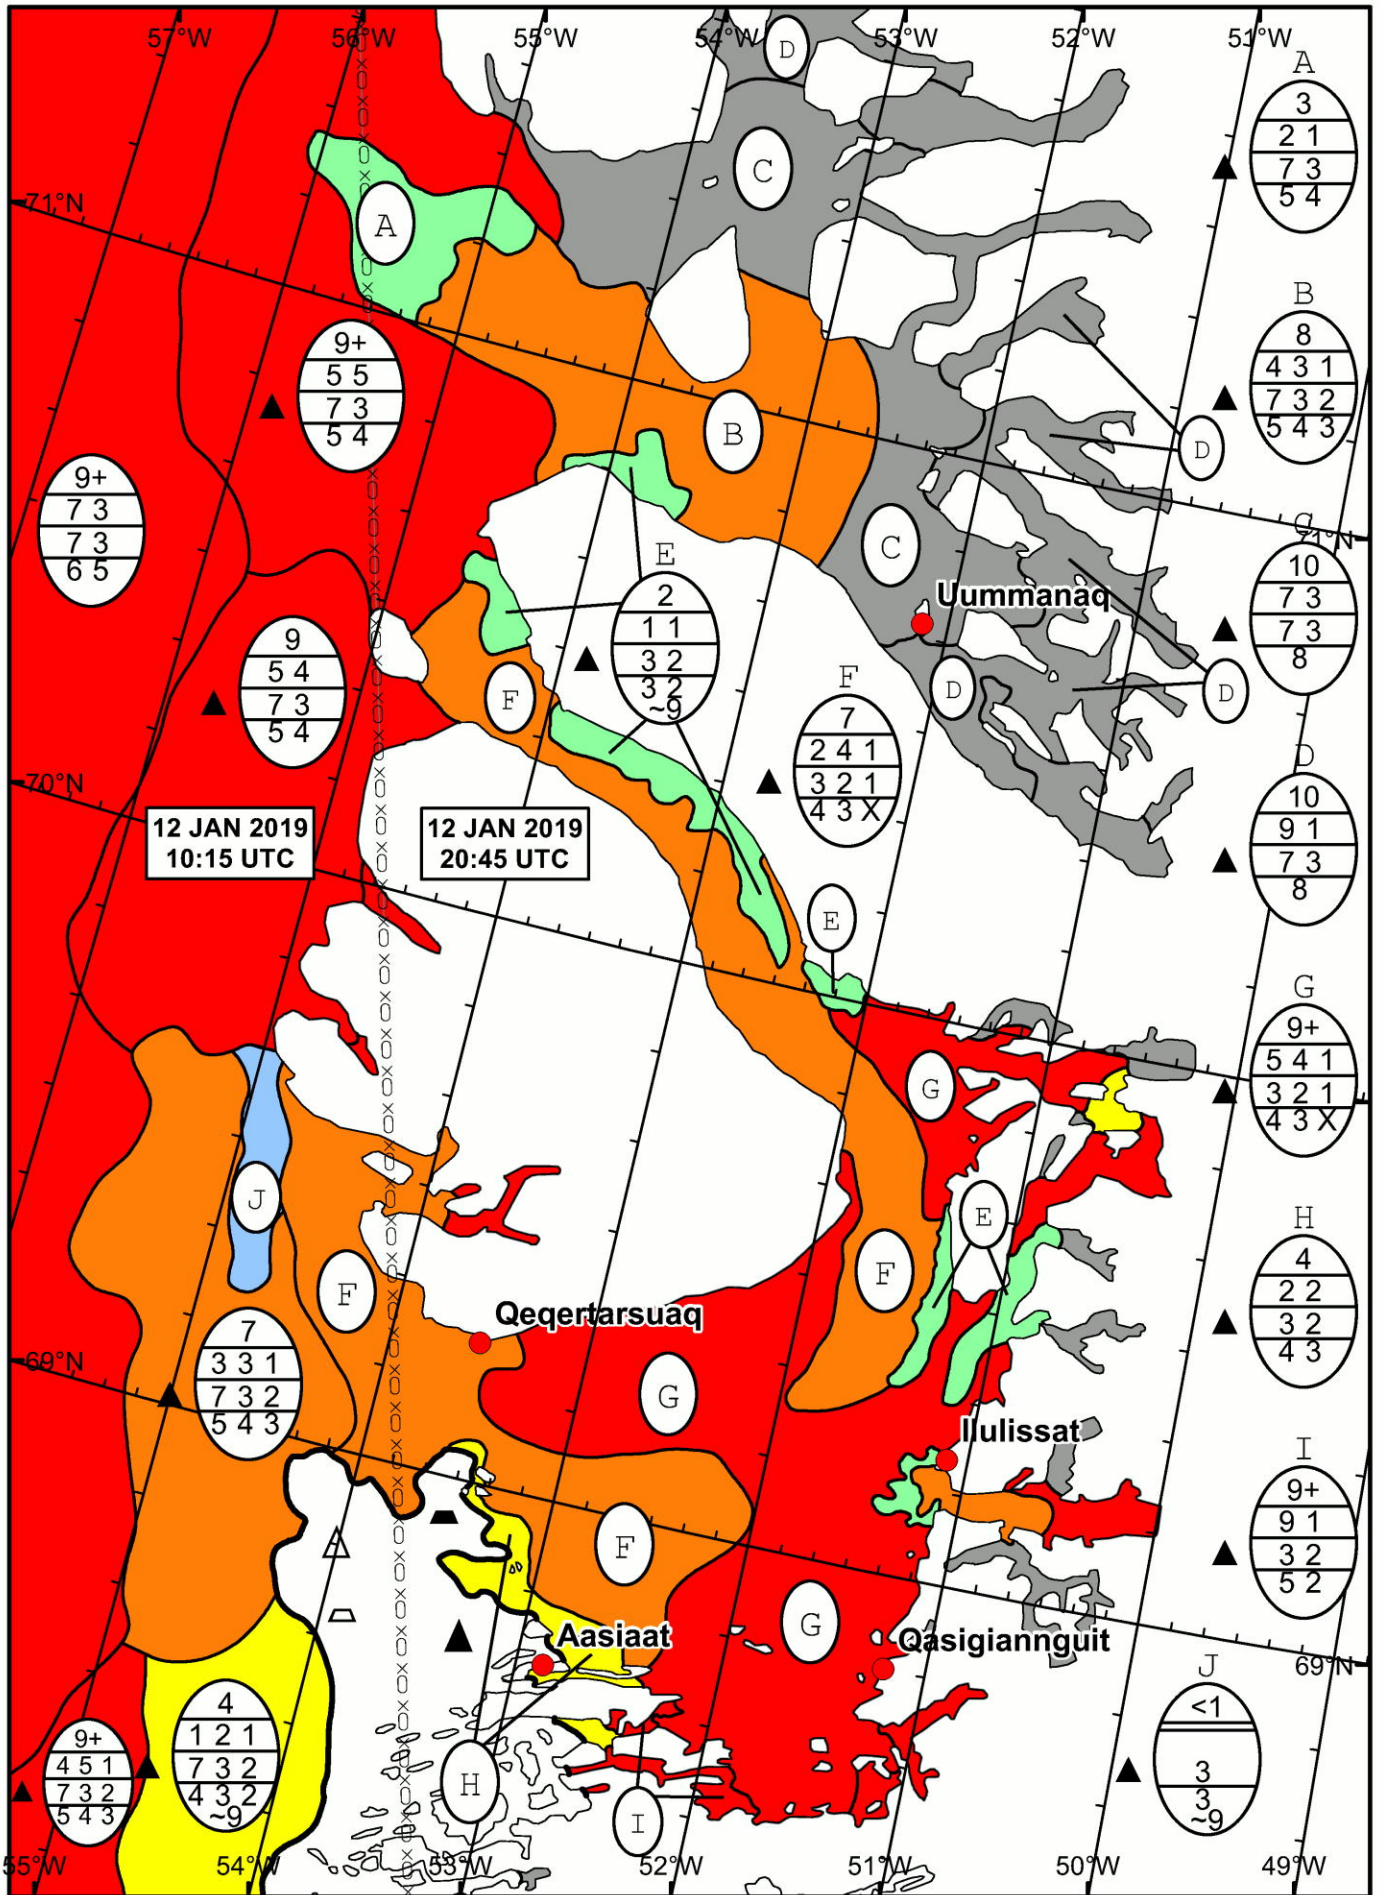 57°W 56°W 55°W 54°W 53°W 52°W 51°W
D
A
3
2 1
7 3
5 4
C
71°N
A
B
8
4 3 1
7 3 2
5 4 3
9+
5 5
7 3
5 4
B
D
9+
7 3
7 3
6 5
C
71°N
10
7 3
7 3
8
C
E
2
1 1
3 2
3 2
~9
Uummanaq
9
5 4
7 3
5 4
F
F
7
2 4 1
3 2 1
4 3 X
D
D
D
10
9 1
7 3
8
70°N
12 JAN 2019
10:15 UTC
12 JAN 2019
20:45 UTC
E
G
9+
5 4 1
3 2 1
4 3 X
G
J
E
H
4
2 2
3 2
4 3
F
F
Qeqertarsuaq
7
3 3 1
7 3 2
5 4 3
69°N
G
Ilulissat
I
9+
9 1
3 2
5 2
F
G
Aasiaat
Qasigiannguit
69°N
J
<1
3
3
~9
4
1 2 1
7 3 2
4 3 2
~9
9+
4 5 1
7 3 2
5 4 3
H
I
55°W 54°W 53°W 52°W 51°W 50°W 49°W